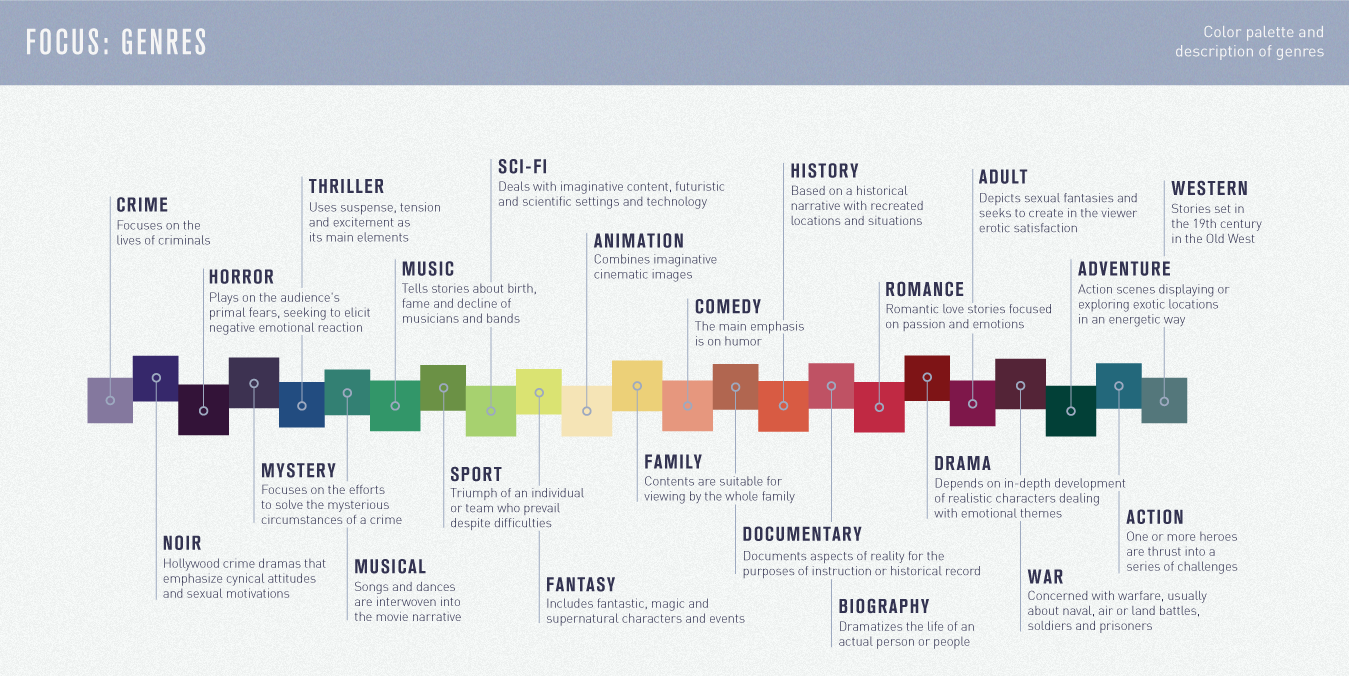 FOCUS: GENRES
Color palette and
description of genres
CRIME
Focuses on the
lives of criminals
HORROR
Plays on the audience's
primal fears, seeking to elicit
negative emotional reaction
THRILLER
Uses suspense, tension
and excitement as
its main elements
MUSIC
Tells stories about birth,
fame and decline of
musicians and bands
SCI-FI
Deals with imaginative content, futuristic
and scientific settings and technology
ANIMATION
Combines imaginative
cinematic images
COMEDY
The main emphasis
is on humor
HISTORY
Based on a historical
narrative with recreated
locations and situations
ROMANCE
Romantic love stories focused
on passion and emotions
ADULT
Depicts sexual fantasies and
seeks to create in the viewer
erotic satisfaction
ADVENTURE
Action scenes displaying or
exploring exotic locations
in an energetic way
WESTERN
Stories set in
the 19th century
in the Old West
NOIR
Hollywood crime dramas that
emphasize cynical attitudes
and sexual motivations
MYSTERY
Focuses on the efforts
to solve the mysterious
circumstances of a crime
MUSICAL
Songs and dances
are interwoven into
the movie narrative
SPORT
Triumph of an individual
or team who prevail
despite difficulties
FANTASY
Includes fantastic, magic and
supernatural characters and events
FAMILY
Contents are suitable for
viewing by the whole family
DOCUMENTARY
Documents aspects of reality for the
purposes of instruction or historical record
BIOGRAPHY
Dramatizes the life of an
actual person or people
DRAMA
Depends on in-depth development
of realistic characters dealing
with emotional themes
WAR
Concerned with warfare, usually
about naval, air or land battles,
soldiers and prisoners
ACTION
One or more heroes
are thrust into a
series of challenges